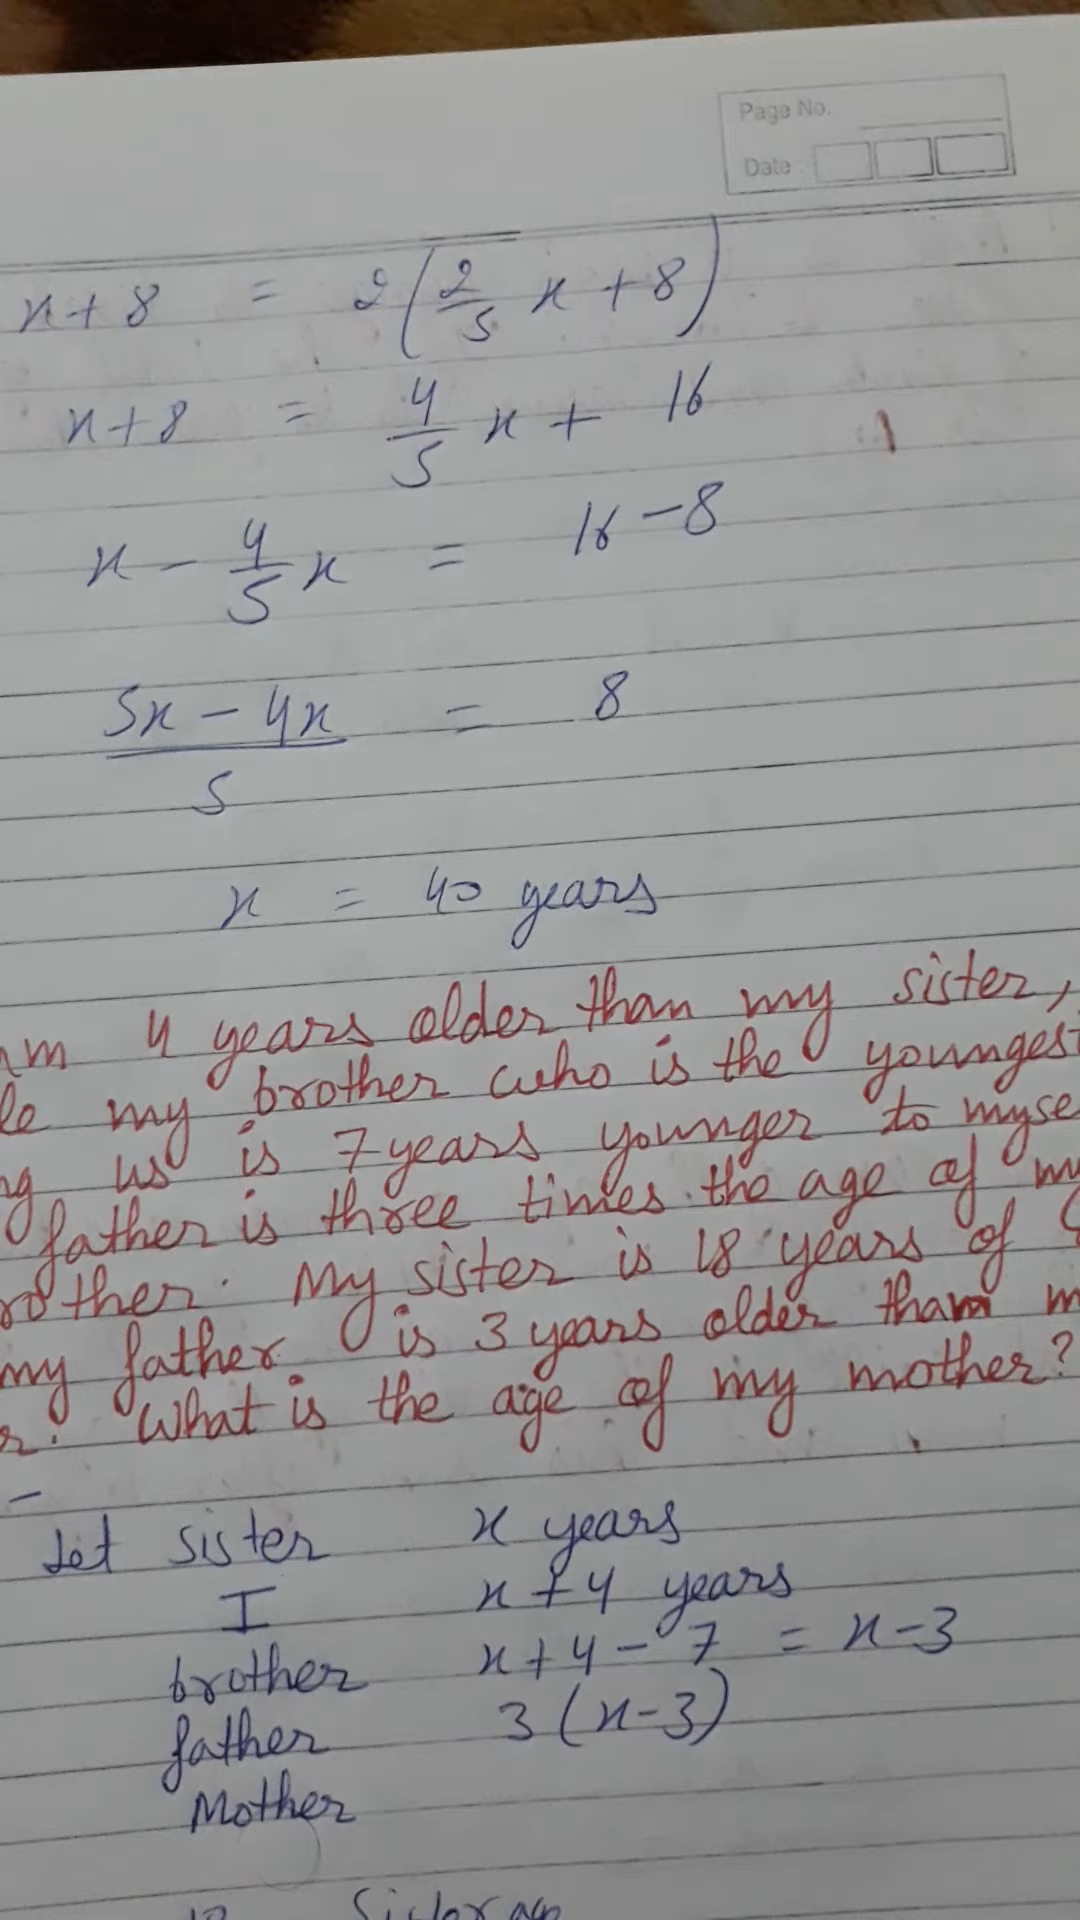 Page No.
Date
x + 8 = 2(2/5 x + 8)
x + 8 = 4/5 x + 16
x - 4/5 x = 16 - 8
5x - 4x / 5 = 8
x = 40 years
4 years older than my sister,
my brother who is the youngest
us is 7 years younger to
father is three times the age of
My sister is 18 years of
my father is 3 years older than
What is the age of my mother?
Let sister x years
I x + 4 years
brother x + 4 - 7 = x - 3
father 3(x - 3)
Mother